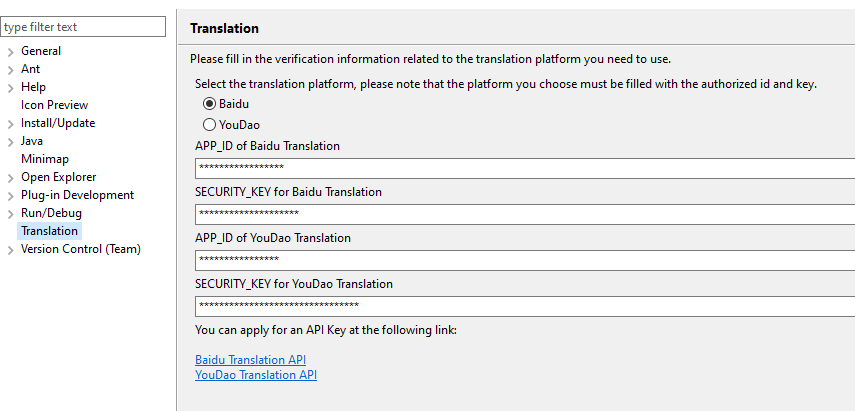 type filter text
General
Ant
Help
Icon Preview
Install/Update
Java
Minimap
Open Explorer
Plug-in Development
Run/Debug
Translation
Version Control (Team)
Translation
Please fill in the verification information related to the translation platform you need to use.
Select the translation platform, please note that the platform you choose must be filled with the authorized id and key.
Baidu
YouDao
APP_ID of Baidu Translation
*****************
SECURITY_KEY for Baidu Translation
********************
APP_ID of YouDao Translation
****************
SECURITY_KEY for YouDao Translation
********************************
You can apply for an API Key at the following link:
Baidu Translation API
YouDao Translation API